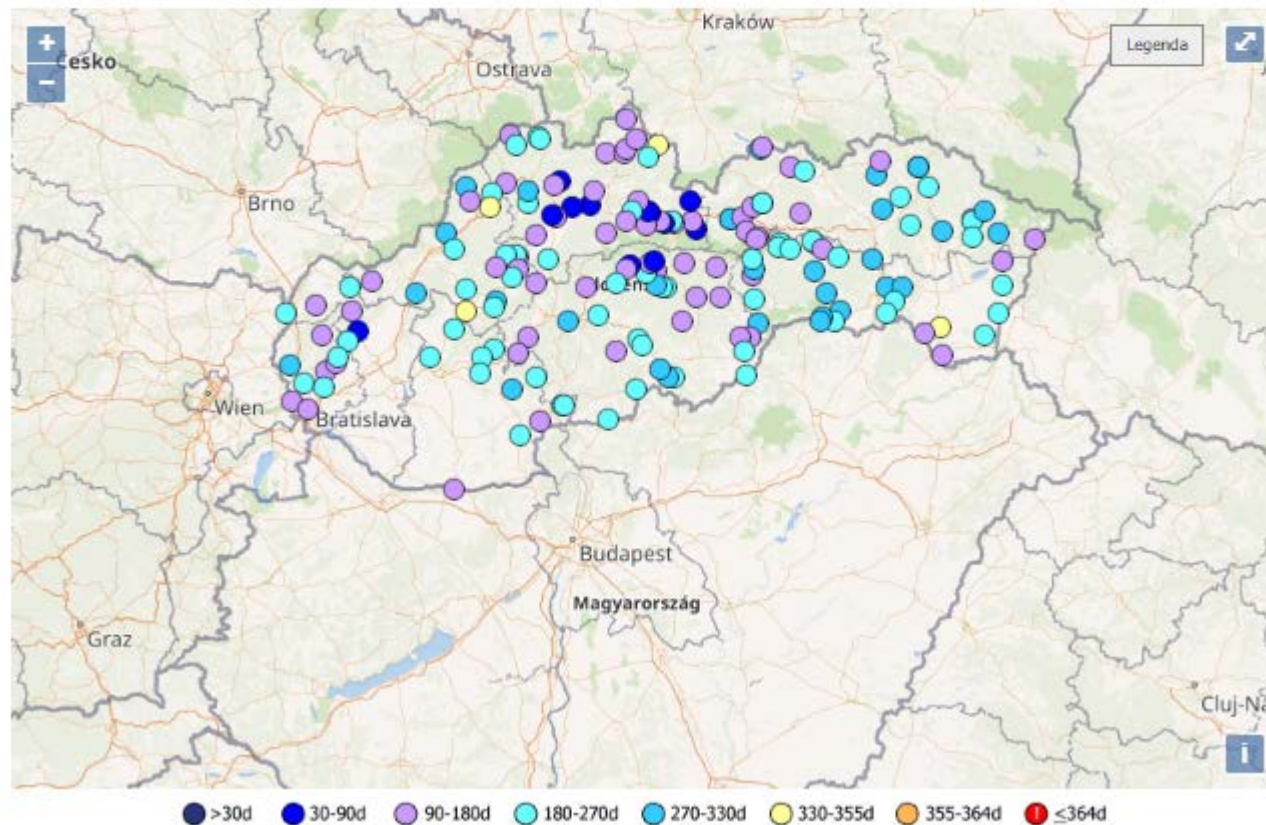 Kraków
+
Legenda
Česko
−
Ostrava
Brno
Wien
Bratislava
Budapest
Magyarország
Graz
i
>30d 30-90d 90-180d 180-270d 270-330d 330-355d 355-364d ! ≤364d